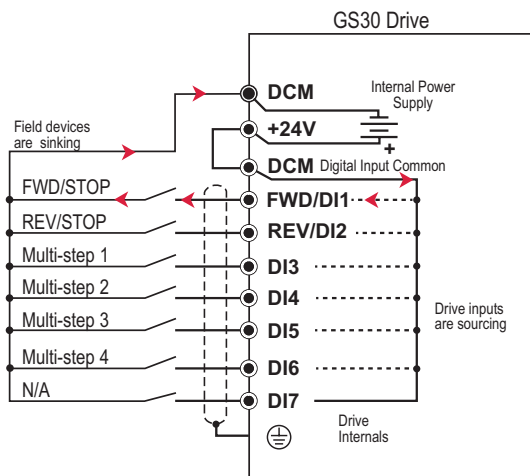 GS30 Drive
DCM
Internal Power
Supply
Field devices
are sinking
+24V
+
DCM Digital Input Common
FWD/STOP
FWD/DI1
REV/STOP
REV/DI2
Multi-step 1
DI3
Multi-step 2
DI4
Drive inputs
are sourcing
Multi-step 3
DI5
Multi-step 4
DI6
N/A
DI7
Drive
Internals